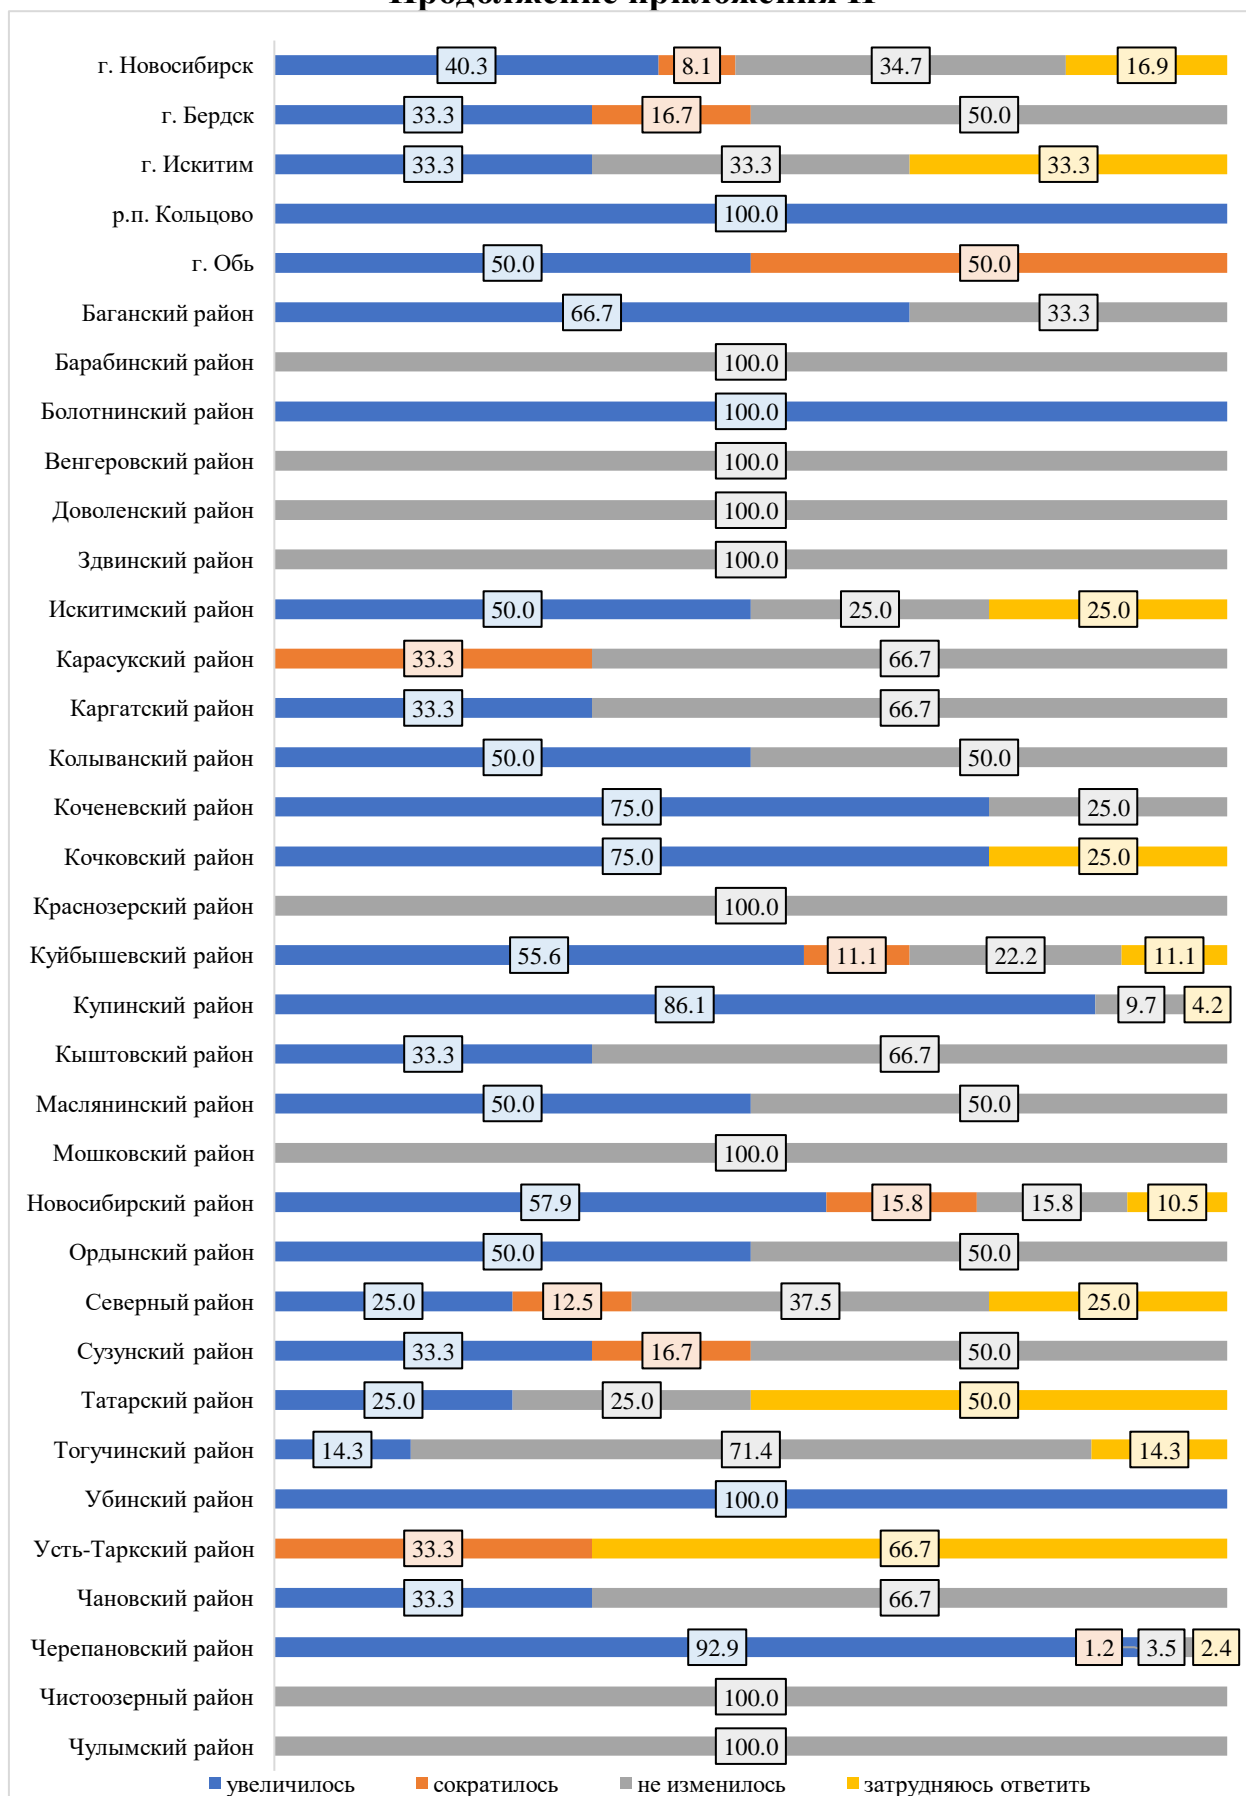 Продолжение приложения
г. Новосибирск 40.3 8.1 34.7 16.9
г. Бердск 33.3 16.7 50.0
г. Искитим 33.3 33.3 33.3
р.п. Кольцово 100.0
г. Обь 50.0 50.0
Баганский район 66.7 33.3
Барабинский район 100.0
Болотнинский район 100.0
Венгеровский район 100.0
Доволенский район 100.0
Здвинский район 100.0
Искитимский район 50.0 25.0 25.0
Карасукский район 33.3 66.7
Каргатский район 33.3 66.7
Колыванский район 50.0 50.0
Коченевский район 75.0 25.0
Кочковский район 75.0 25.0
Краснозерский район 100.0
Куйбышевский район 55.6 11.1 22.2 11.1
Купинский район 86.1 9.7 4.2
Кыштовский район 33.3 66.7
Маслянинский район 50.0 50.0
Мошковский район 100.0
Новосибирский район 57.9 15.8 15.8 10.5
Ордынский район 50.0 50.0
Северный район 25.0 12.5 37.5 25.0
Сузунский район 33.3 16.7 50.0
Татарский район 25.0 25.0 50.0
Тогучинский район 14.3 71.4 14.3
Убинский район 100.0
Усть-Таркский район 33.3 66.7
Чановский район 33.3 66.7
Черепановский район 92.9 1.2 3.5 2.4
Чистоозерный район 100.0
Чулымский район 100.0
увеличилось сократилось не изменилось затрудняюсь ответить